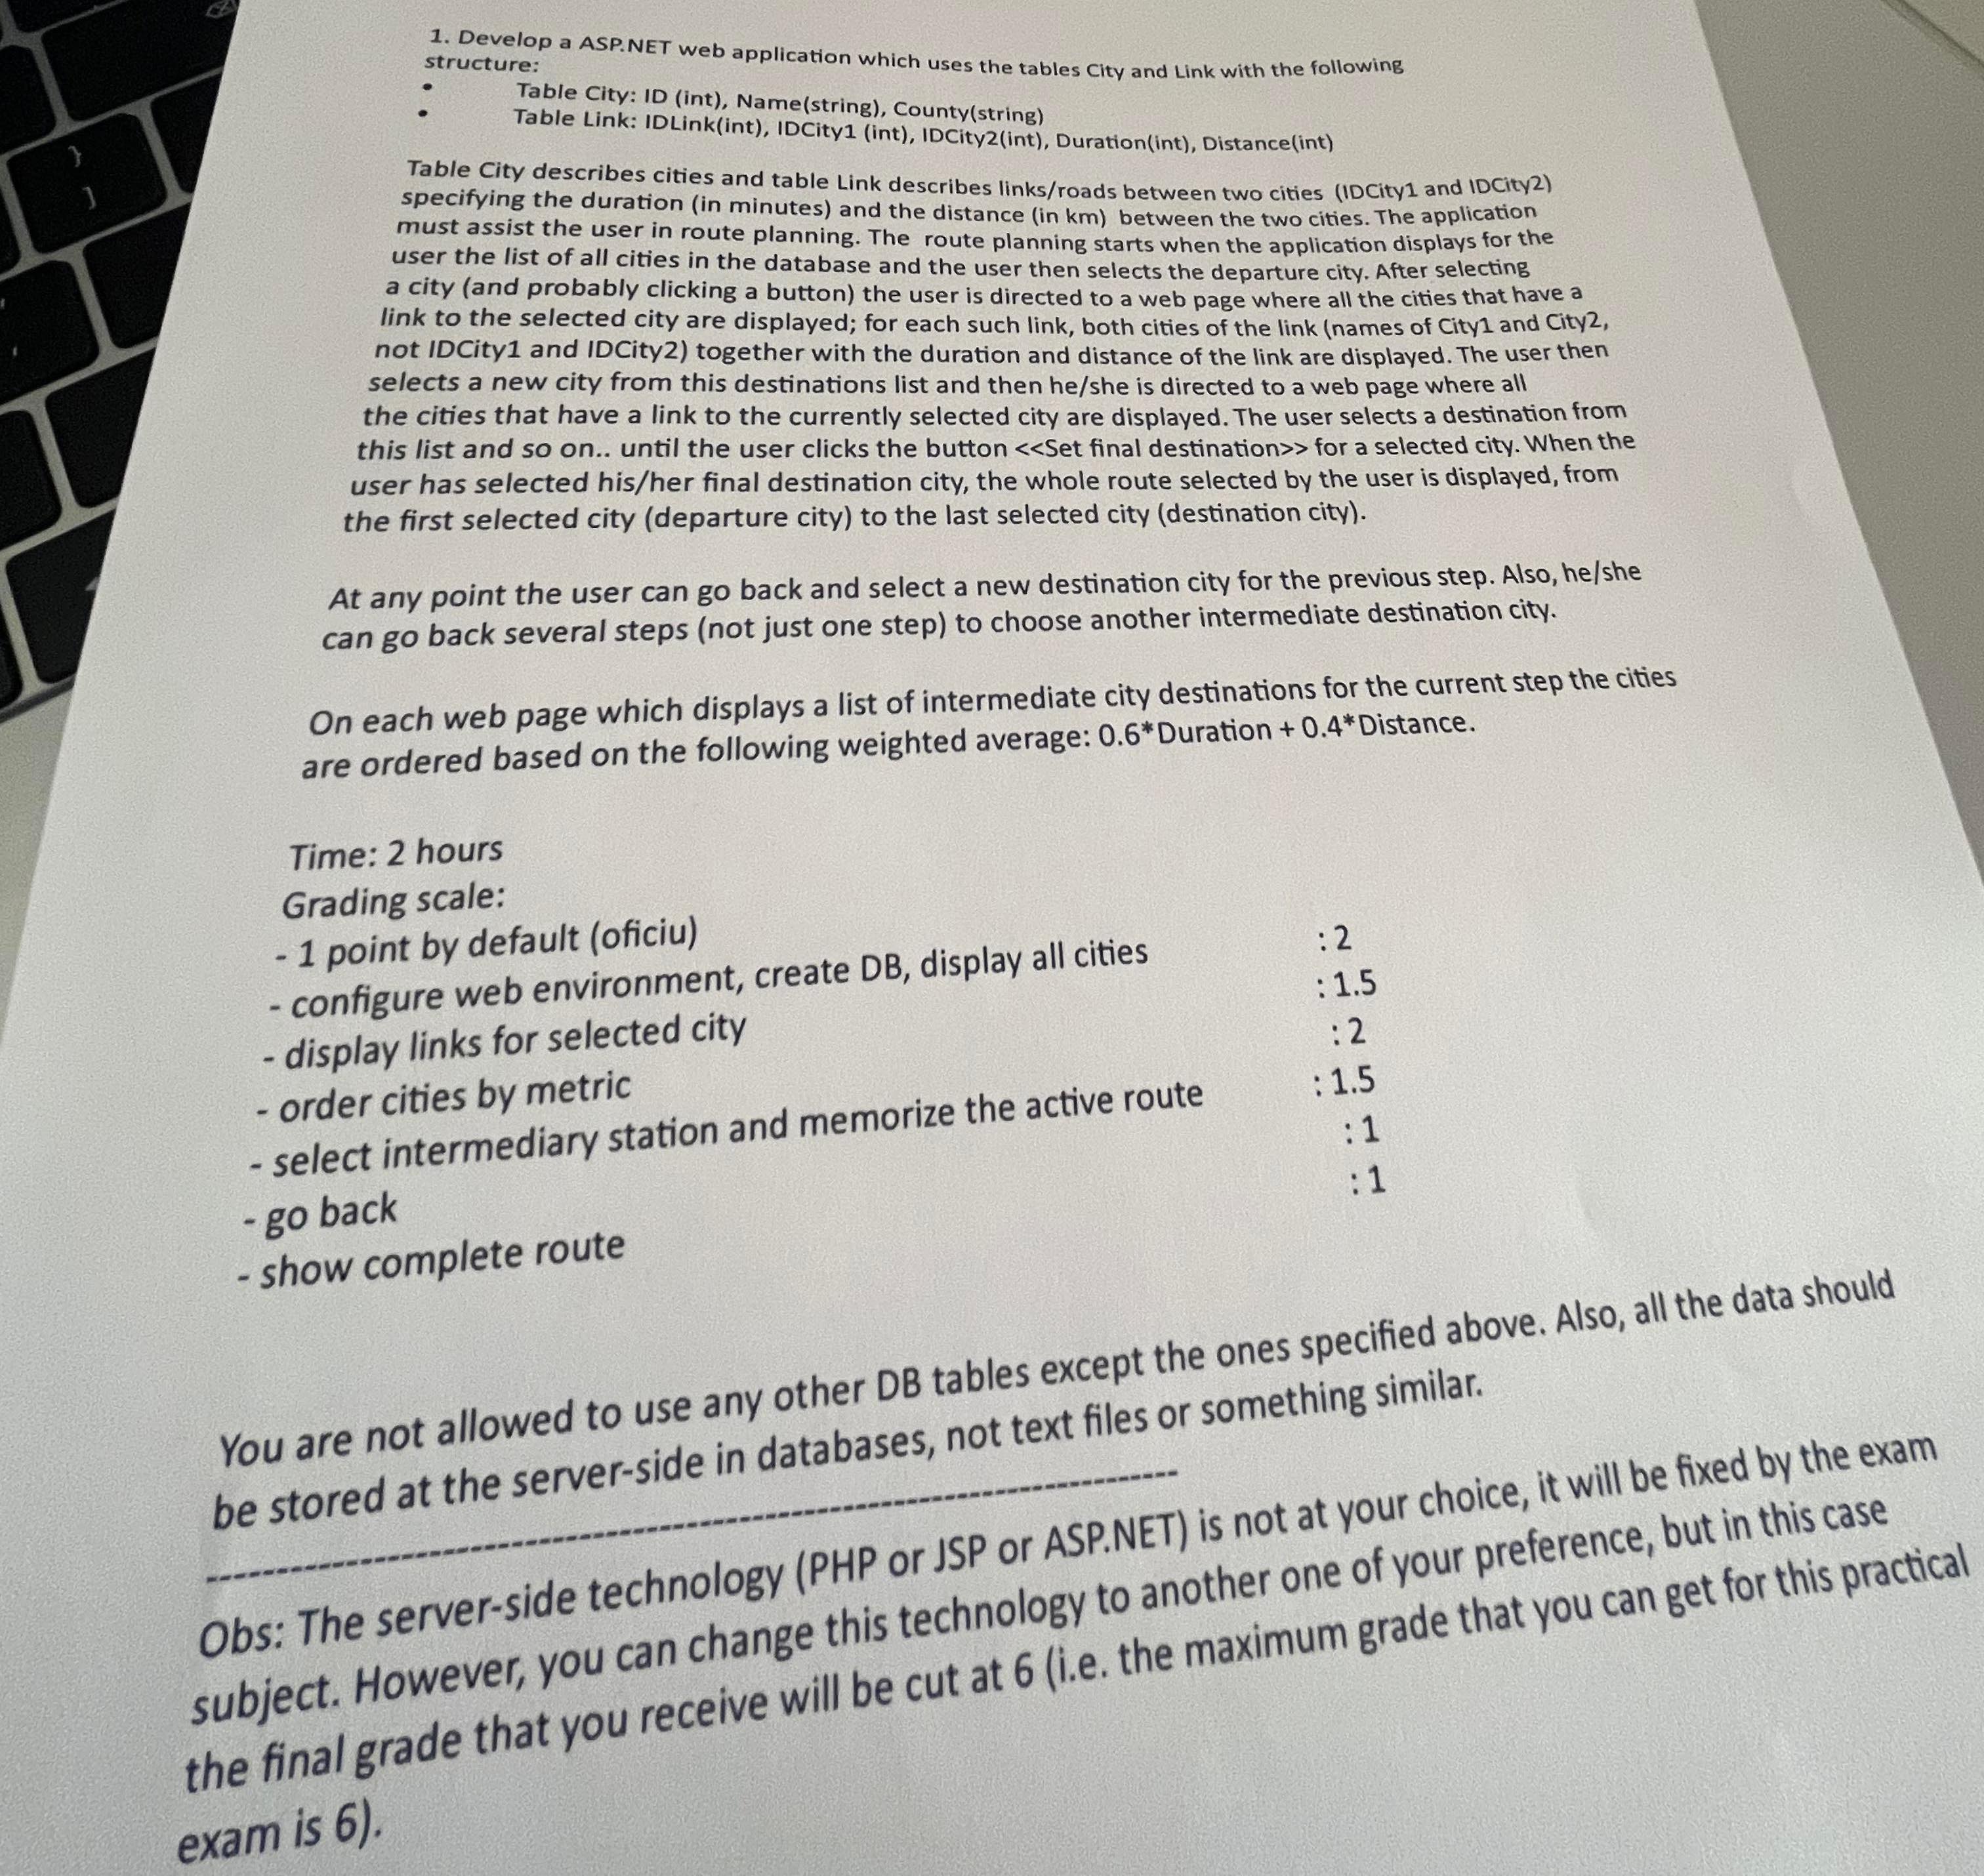 1. Develop a ASP.NET web application which uses the tables City and Link with the following
structure:
• Table City: ID (int), Name(string), County(string)
• Table Link: IDLink(int), IDCity1 (int), IDCity2(int), Duration(int), Distance(int)
Table City describes cities and table Link describes links/roads between two cities (IDCity1 and IDCity2)
specifying the duration (in minutes) and the distance (in km) between the two cities. The application
must assist the user in route planning. The route planning starts when the application displays for the
user the list of all cities in the database and the user then selects the departure city. After selecting
a city (and probably clicking a button) the user is directed to a web page where all the cities that have a
link to the selected city are displayed; for each such link, both cities of the link (names of City1 and City2,
not IDCity1 and IDCity2) together with the duration and distance of the link are displayed. The user then
selects a new city from this destinations list and then he/she is directed to a web page where all
the cities that have a link to the currently selected city are displayed. The user selects a destination from
this list and so on.. until the user clicks the button <<Set final destination>> for a selected city. When the
user has selected his/her final destination city, the whole route selected by the user is displayed, from
the first selected city (departure city) to the last selected city (destination city).
At any point the user can go back and select a new destination city for the previous step. Also, he/she
can go back several steps (not just one step) to choose another intermediate destination city.
On each web page which displays a list of intermediate city destinations for the current step the cities
are ordered based on the following weighted average: 0.6*Duration + 0.4*Distance.
Time: 2 hours
Grading scale:
- 1 point by default (oficiu)
- configure web environment, create DB, display all cities : 2
- display links for selected city : 1.5
- order cities by metric : 2
- select intermediary station and memorize the active route : 1.5
- go back : 1
- show complete route : 1
You are not allowed to use any other DB tables except the ones specified above. Also, all the data should
be stored at the server-side in databases, not text files or something similar.
--------------------------------------------------------------------------------
Obs: The server-side technology (PHP or JSP or ASP.NET) is not at your choice, it will be fixed by the exam
subject. However, you can change this technology to another one of your preference, but in this case
the final grade that you receive will be cut at 6 (i.e. the maximum grade that you can get for this practical
exam is 6).
}
]